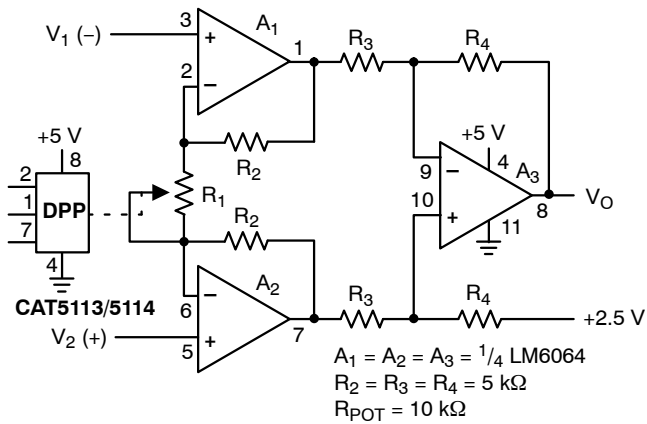 V1 (−)
3
+
A1
1
R3
R4
2
−
+5 V
8
R2
+5 V
4
A3
9
−
2
1
7
DPP
R1
10
+
8
VO
R2
11
4
CAT5113/5114
−
A2
6
R3
R4
+2.5 V
7
V2 (+)
5
+
A1 = A2 = A3 = 1/4 LM6064
R2 = R3 = R4 = 5 kΩ
RPOT = 10 kΩ